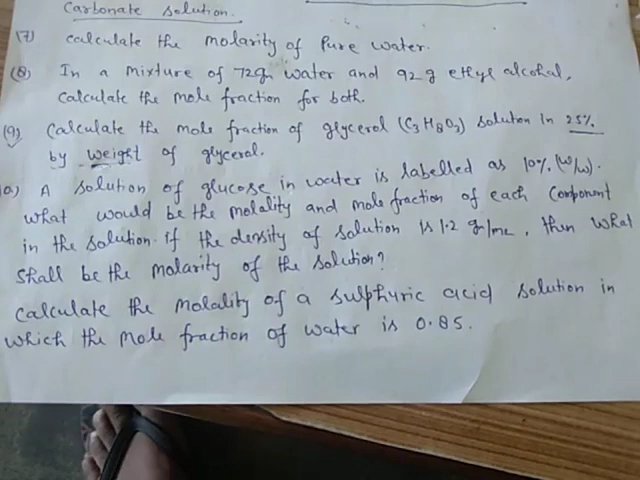 Carbonate solution.
(7) Calculate the molarity of Pure water.
(8) In a mixture of 72gm water and 92 g ethyl alcohol,
Calculate the mole fraction for both.
(9) Calculate the mole fraction of glycerol (C3H8O3) solution in 25%
by weight of glycerol.
10) A solution of glucose in water is labelled as 10% (w/w).
what would be the molality and mole fraction of each component
in the solution. if the density of solution is 1.2 g/mL, then what
shall be the molarity of the solution?
Calculate the molality of a sulphuric acid solution in
which the mole fraction of water is 0.85.